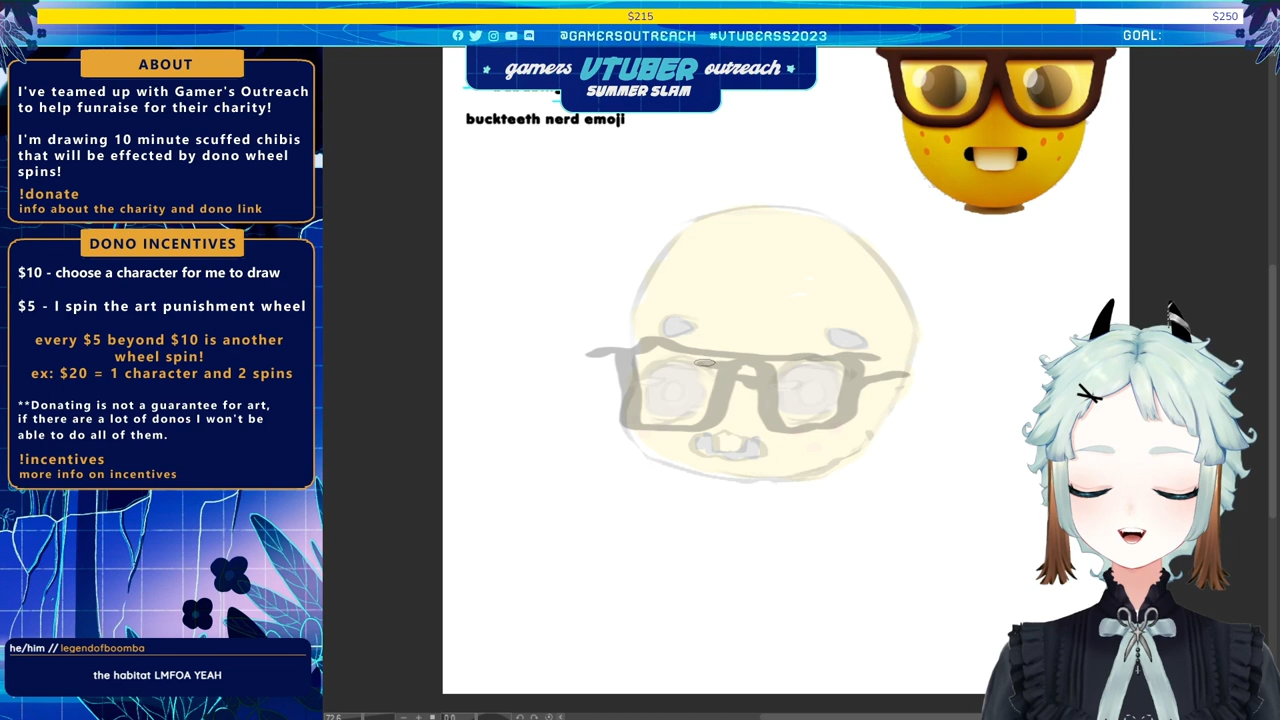 $215
$250
@GAMERSOUTREACH #VTUBERSS2023
GOAL:
gamers VTUBER outreach
SUMMER SLAM
buckteeth nerd emoji
ABOUT
I've teamed up with Gamer's Outreach
to help funraise for their charity!
I'm drawing 10 minute scuffed chibis
that will be effected by dono wheel
spins!
!donate
info about the charity and dono link
DONO INCENTIVES
$10 - choose a character for me to draw
$5 - I spin the art punishment wheel
every $5 beyond $10 is another
wheel spin!
ex: $20 = 1 character and 2 spins
**Donating is not a guarantee for art,
if there are a lot of donos I won't be
able to do all of them.
!incentives
more info on incentives
he/him // legendofboomba
the habitat LMFOA YEAH
72.6
0.0